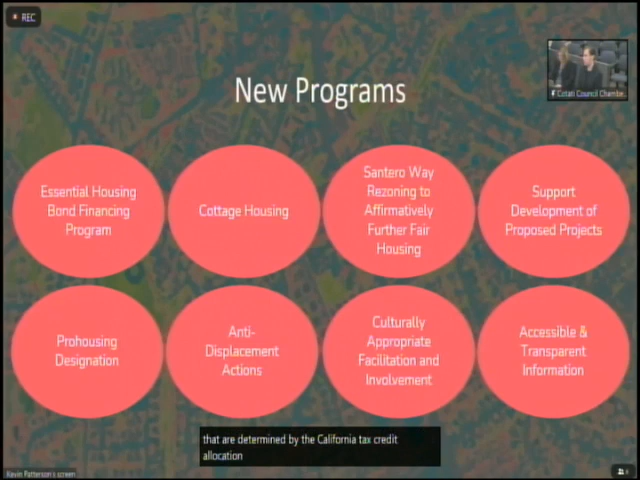 REC
New Programs
Cotati Council Chambe..
Essential Housing
Bond Financing
Program
Cottage Housing
Santero Way
Rezoning to
Affirmatively
Further Fair
Housing
Support
Development of
Proposed Projects
Prohousing
Designation
Anti-
Displacement
Actions
Culturally
Appropriate
Facilitation and
Involvement
Accessible &
Transparent
Information
that are determined by the California tax credit
allocation
Kevin Patterson's screen